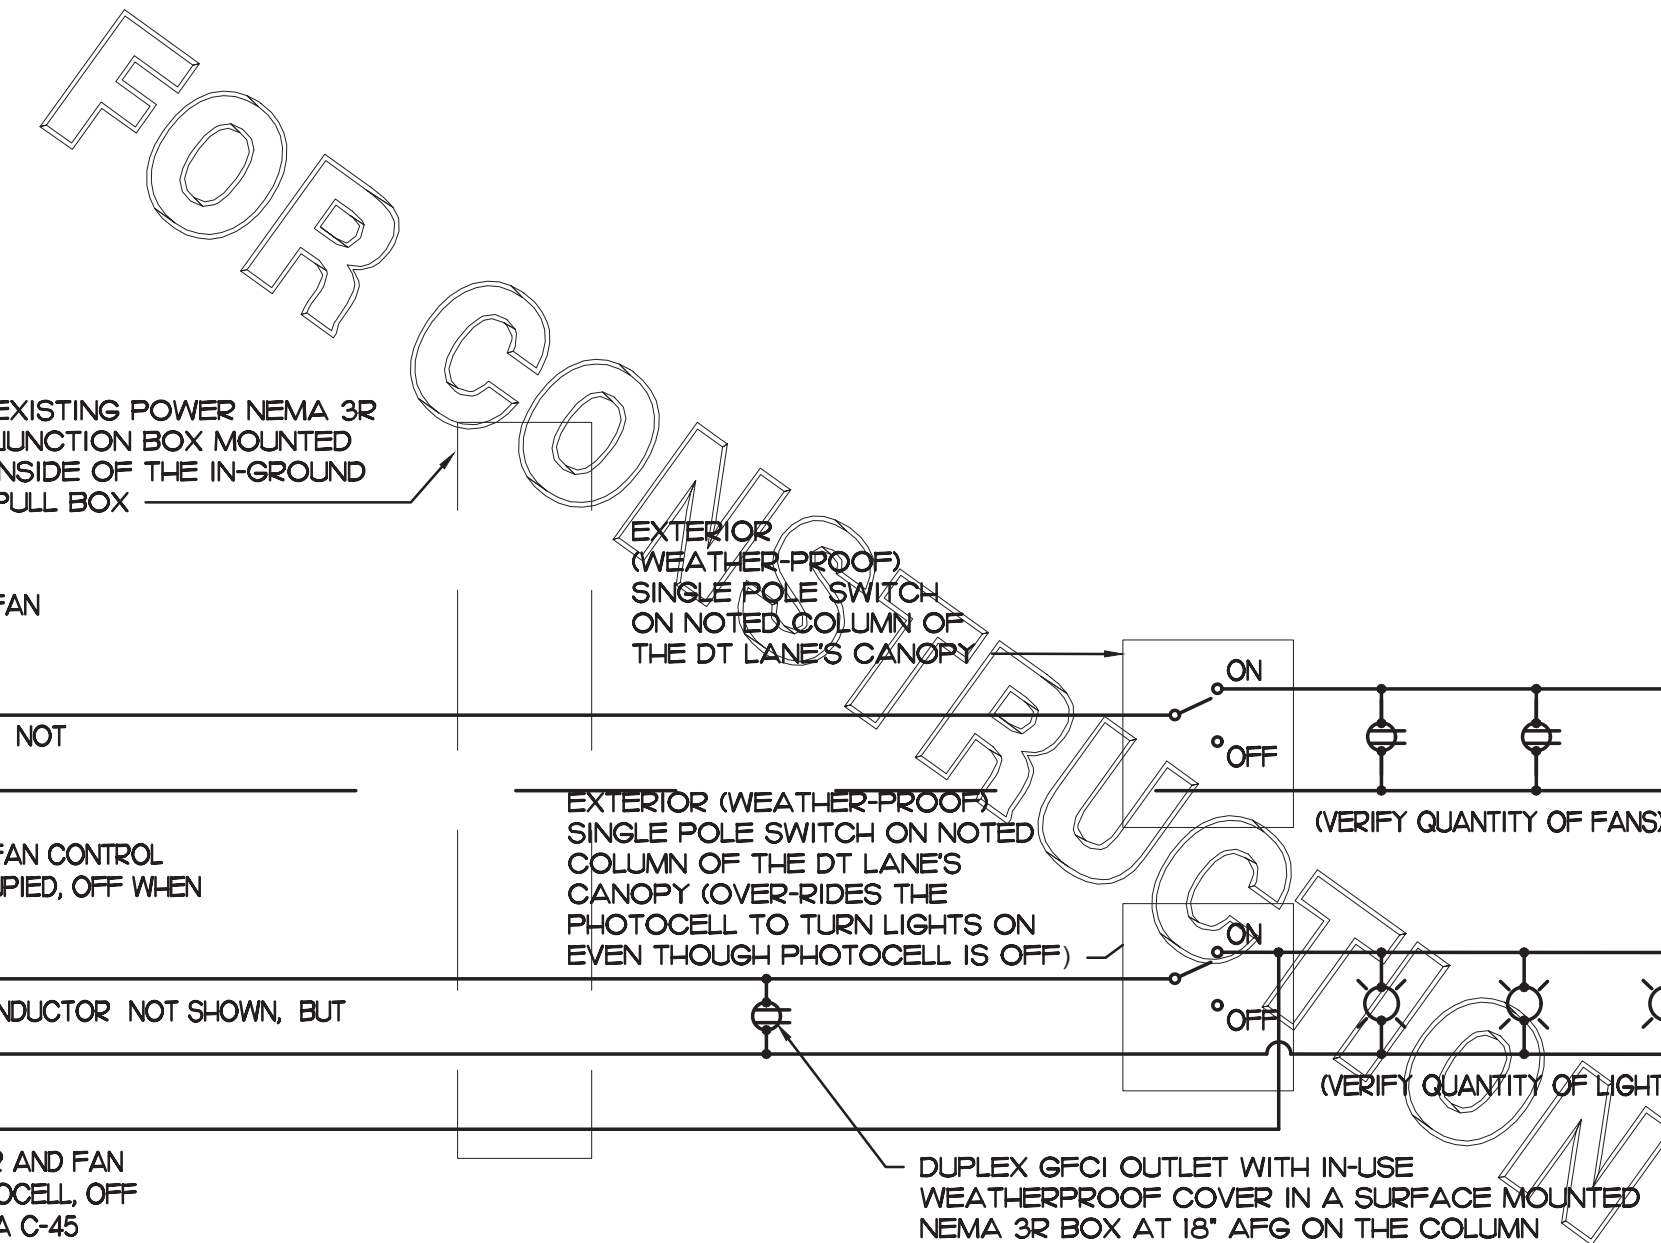 FOR CONSTRUCTION
EXISTING POWER NEMA 3R
JUNCTION BOX MOUNTED
INSIDE OF THE IN-GROUND
PULL BOX
EXTERIOR
(WEATHER-PROOF)
SINGLE POLE SWITCH
ON NOTED COLUMN OF
THE DT LANE'S CANOPY
FAN
ON
NOT
OFF
EXTERIOR (WEATHER-PROOF)
SINGLE POLE SWITCH ON NOTED
COLUMN OF THE DT LANE'S
CANOPY (OVER-RIDES THE
PHOTOCELL TO TURN LIGHTS ON
EVEN THOUGH PHOTOCELL IS OFF)
(VERIFY QUANTITY OF FANS)
FAN CONTROL
UPIED, OFF WHEN
ON
OFF
NDUCTOR NOT SHOWN, BUT
(VERIFY QUANTITY OF LIGHT
R AND FAN
OCELL, OFF
A C-45
DUPLEX GFCI OUTLET WITH IN-USE
WEATHERPROOF COVER IN A SURFACE MOUNTED
NEMA 3R BOX AT 18" AFG ON THE COLUMN